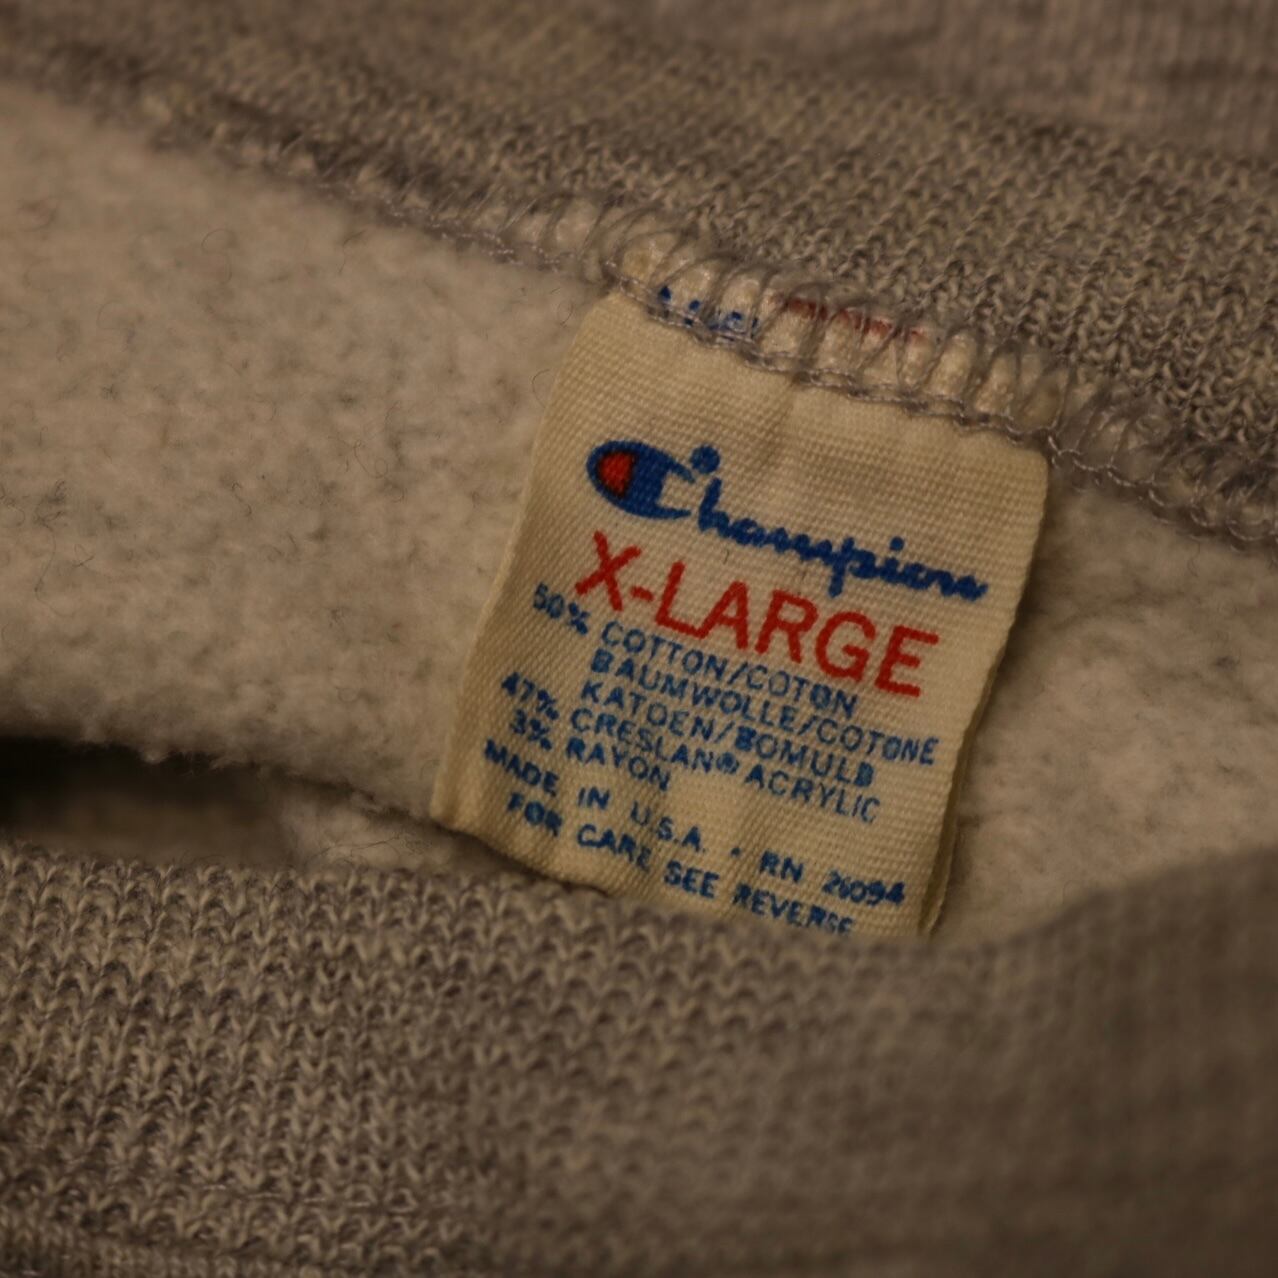 Champion
X-LARGE
50% COTTON/COTON
BAUMWOLLE/COTONE
KATOEN/BOMULB
47% CRESLAN® ACRYLIC
3% RAYON
MADE IN U.S.A. • RN 26094
FOR CARE SEE REVERSE